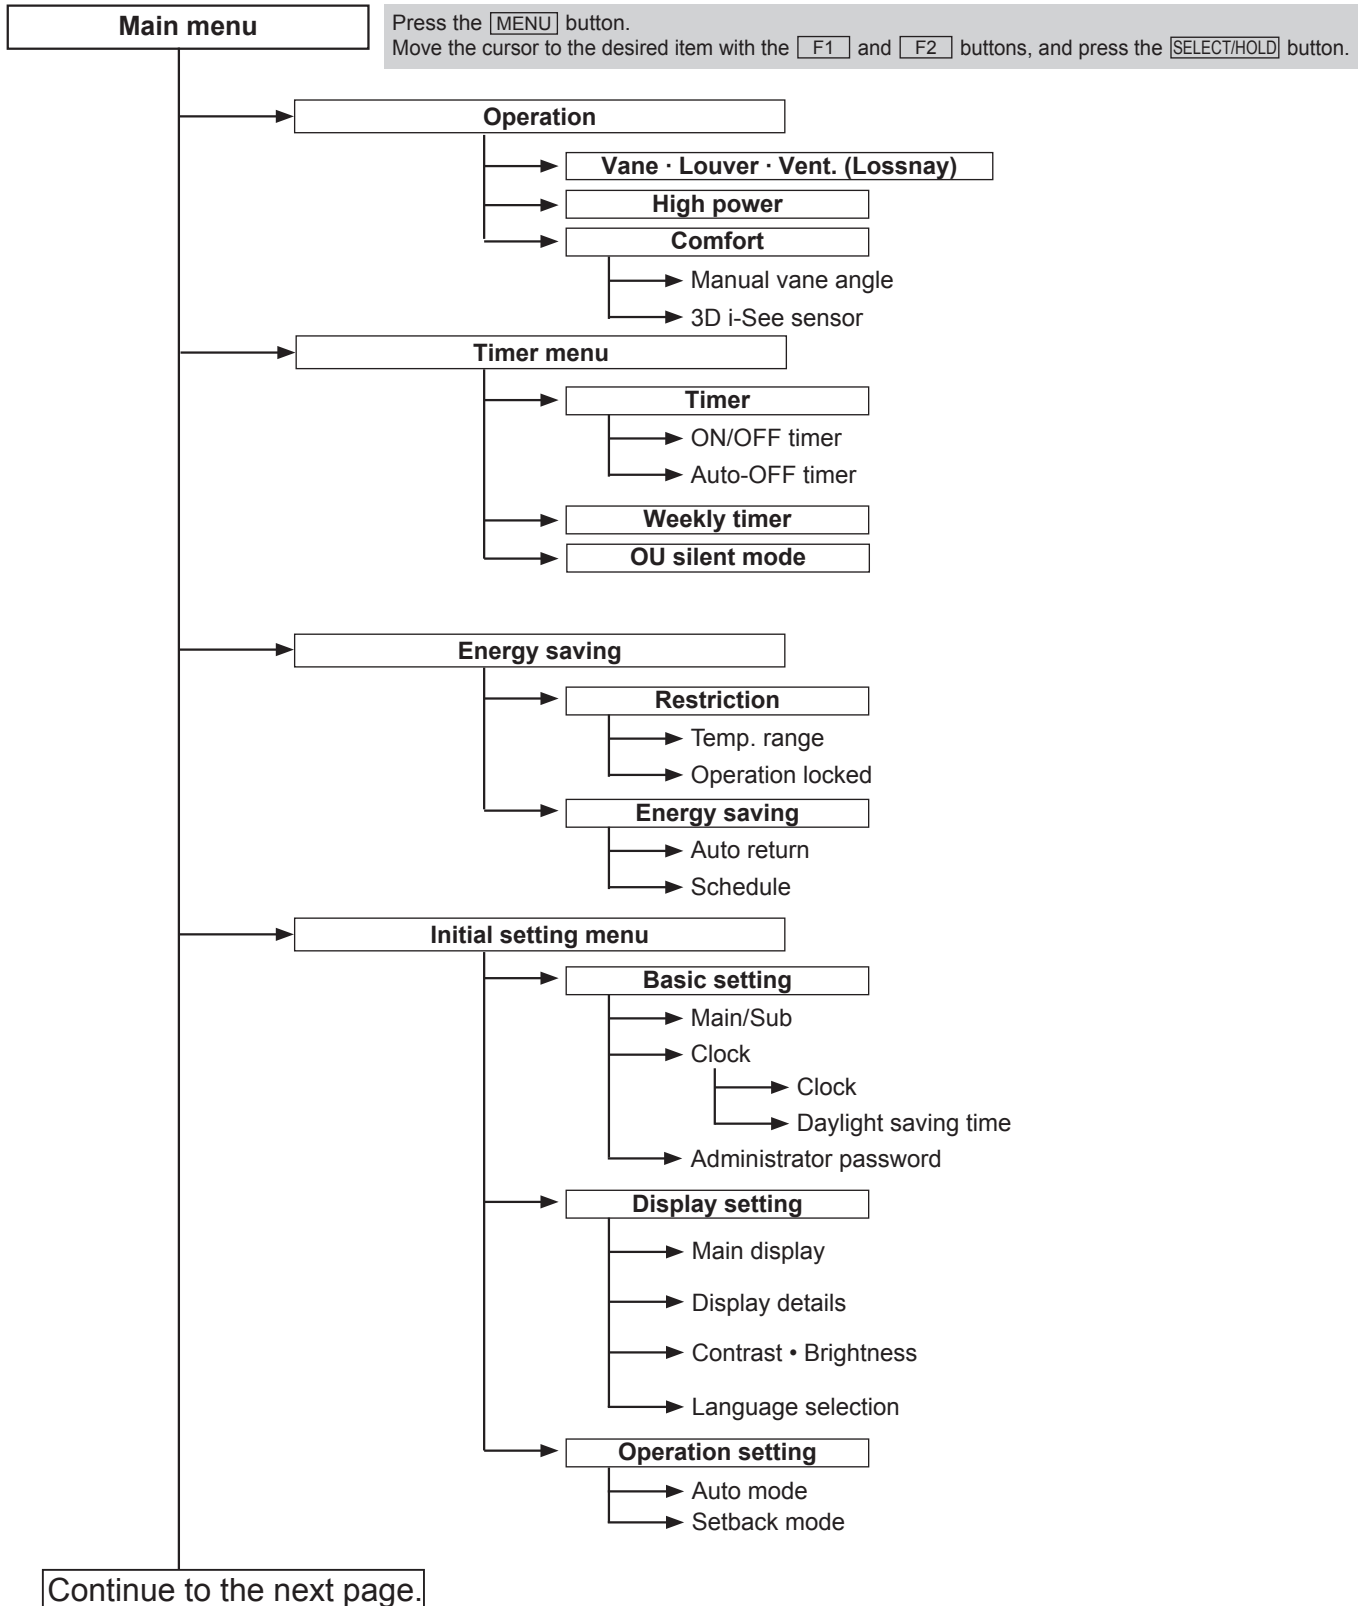 Main menu
Press the MENU button.
Move the cursor to the desired item with the F1 and F2 buttons, and press the SELECT/HOLD button.
Operation
Vane · Louver · Vent. (Lossnay)
High power
Comfort
Manual vane angle
3D i-See sensor
Timer menu
Timer
ON/OFF timer
Auto-OFF timer
Weekly timer
OU silent mode
Energy saving
Restriction
Temp. range
Operation locked
Energy saving
Auto return
Schedule
Initial setting menu
Basic setting
Main/Sub
Clock
Clock
Daylight saving time
Administrator password
Display setting
Main display
Display details
Contrast • Brightness
Language selection
Operation setting
Auto mode
Setback mode
Continue to the next page.